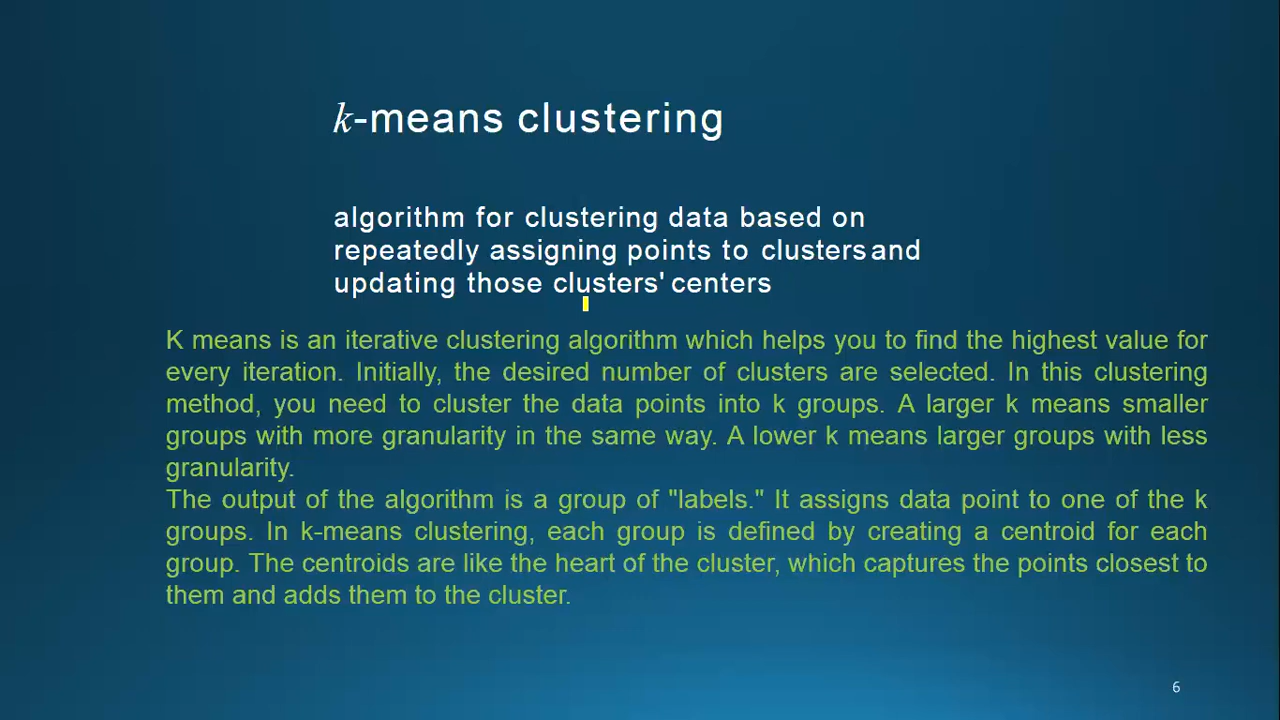 k-means clustering
algorithm for clustering data based on
repeatedly assigning points to clusters and
updating those clusters' centers
K means is an iterative clustering algorithm which helps you to find the highest value for
every iteration. Initially, the desired number of clusters are selected. In this clustering
method, you need to cluster the data points into k groups. A larger k means smaller
groups with more granularity in the same way. A lower k means larger groups with less
granularity.
The output of the algorithm is a group of "labels." It assigns data point to one of the k
groups. In k-means clustering, each group is defined by creating a centroid for each
group. The centroids are like the heart of the cluster, which captures the points closest to
them and adds them to the cluster.
6